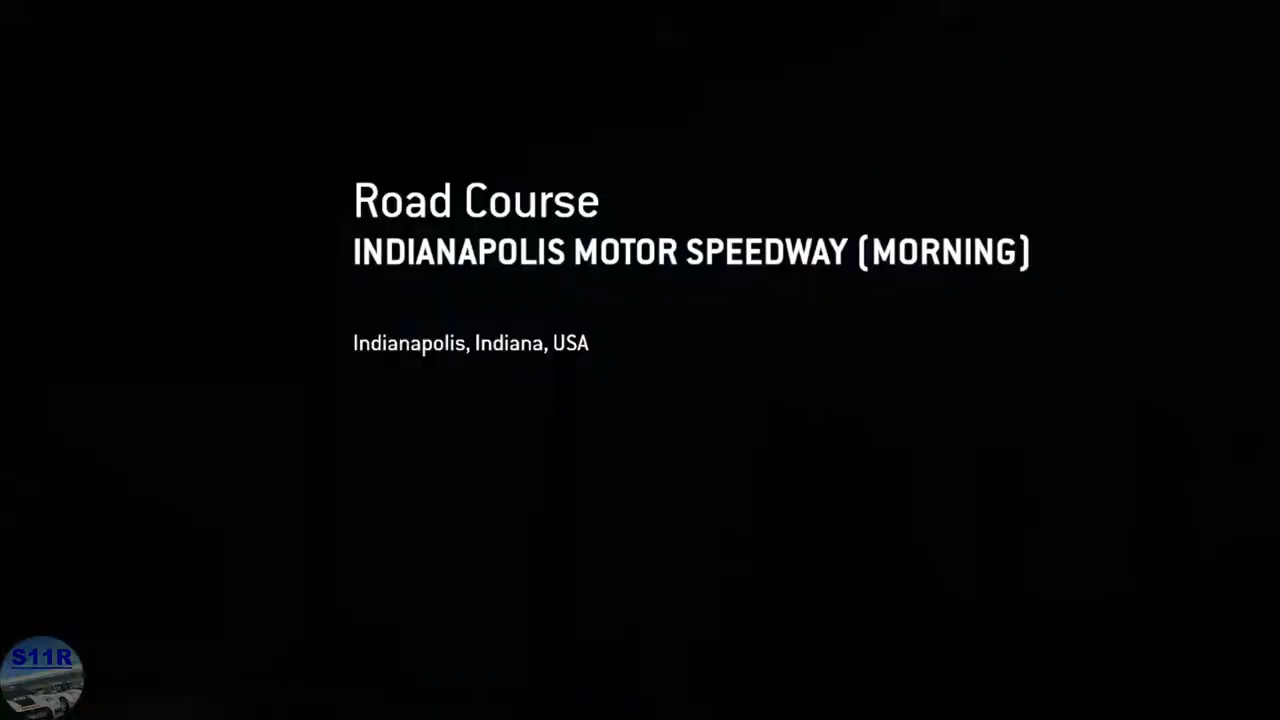 Road Course
INDIANAPOLIS MOTOR SPEEDWAY (MORNING)
Indianapolis, Indiana, USA
S11R